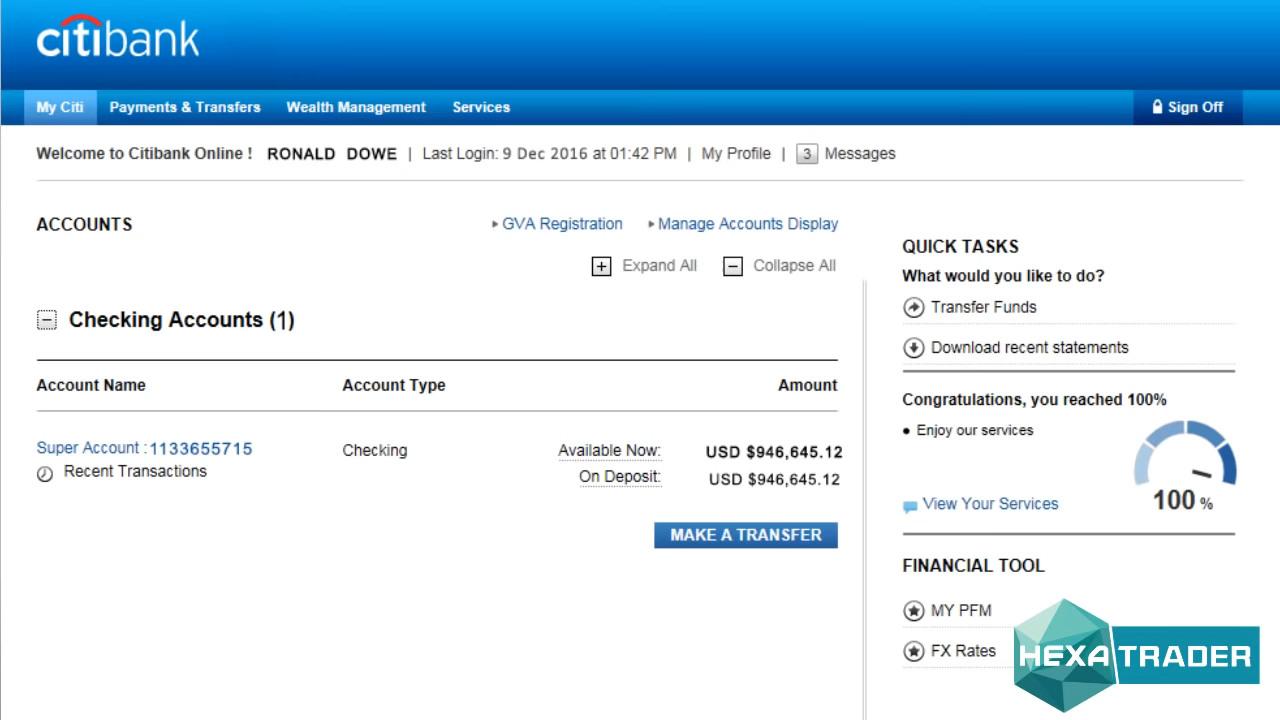 citibank
My Citi Payments & Transfers Wealth Management Services Sign Off
Welcome to Citibank Online ! RONALD DOWE | Last Login: 9 Dec 2016 at 01:42 PM | My Profile | 3 Messages
ACCOUNTS GVA Registration Manage Accounts Display
+ Expand All − Collapse All
− Checking Accounts (1)
Account Name Account Type Amount
Super Account : 1133655715 Checking Available Now: USD $946,645.12
Recent Transactions On Deposit: USD $946,645.12
MAKE A TRANSFER
QUICK TASKS
What would you like to do?
Transfer Funds
Download recent statements
Congratulations, you reached 100%
• Enjoy our services
100 %
View Your Services
FINANCIAL TOOL
MY PFM
FX Rates
HEXA TRADER